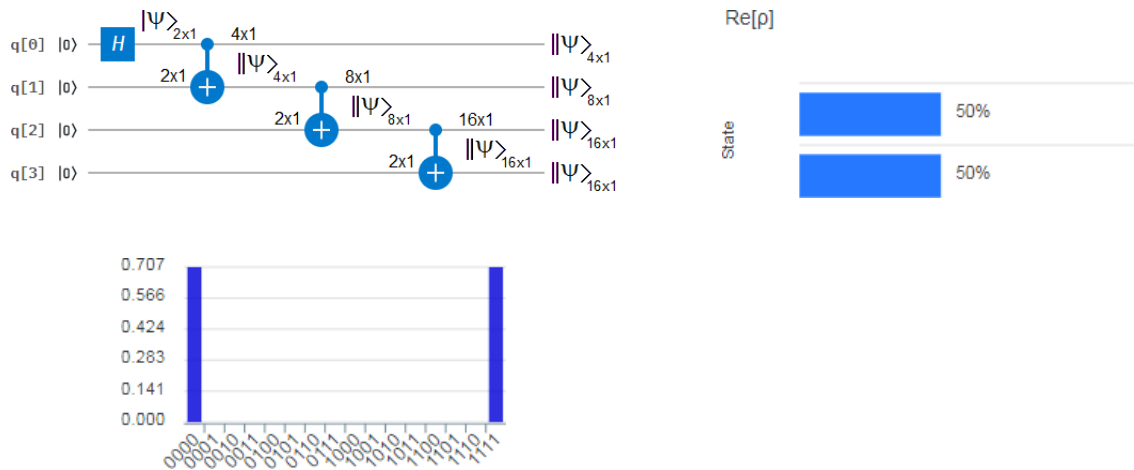 |Ψ⟩2x1 4x1
q[0] |0⟩ H ‖Ψ⟩4x1
2x1 ‖Ψ⟩4x1 8x1
q[1] |0⟩ + ‖Ψ⟩8x1
2x1 ‖Ψ⟩8x1 16x1
q[2] |0⟩ + ‖Ψ⟩16x1
2x1 ‖Ψ⟩16x1
q[3] |0⟩ + ‖Ψ⟩16x1
Re[ρ]
State
50%
50%
0.707
0.566
0.424
0.283
0.141
0.000
0000 0001 0010 0011 0100 0101 0110 0111 1000 1001 1010 1011 1100 1101 1110 1111